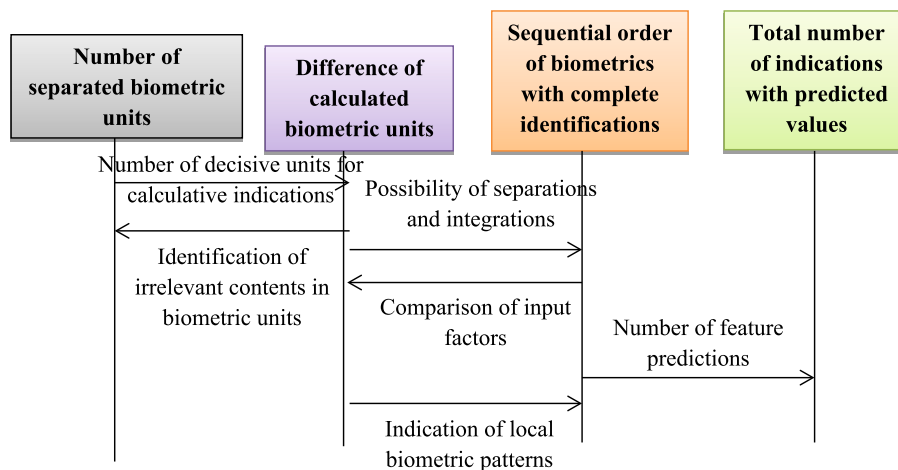 Number of
separated biometric
units
Difference of
calculated
biometric units
Sequential order
of biometrics
with complete
identifications
Total number
of indications
with predicted
values
Number of decisive units for
calculative indications
Possibility of separations
and integrations
Identification of
irrelevant contents in
biometric units
Comparison of input
factors
Number of feature
predictions
Indication of local
biometric patterns